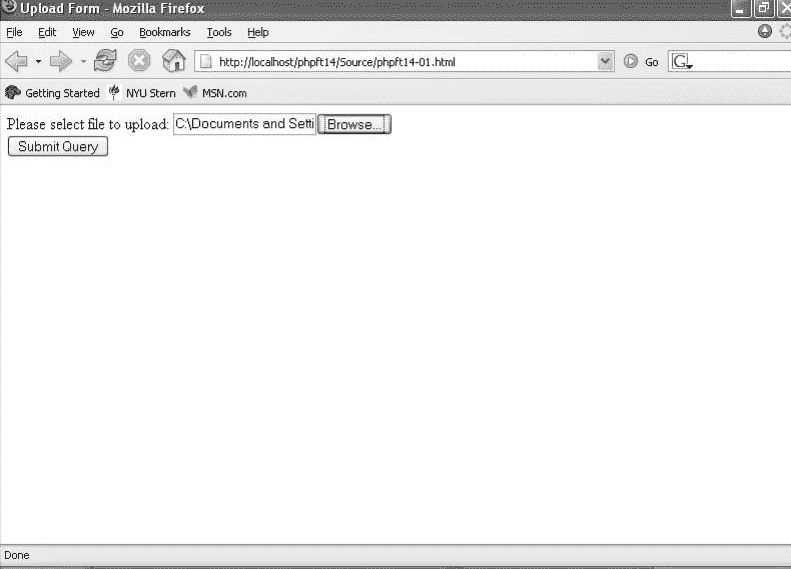 Upload Form - Mozilla Firefox
File Edit View Go Bookmarks Tools Help
http://localhost/phpft14/Source/phpft14-01.html Go G
Getting Started NYU Stern MSN.com
Please select file to upload: C:\Documents and Setti Browse...
Submit Query
Done